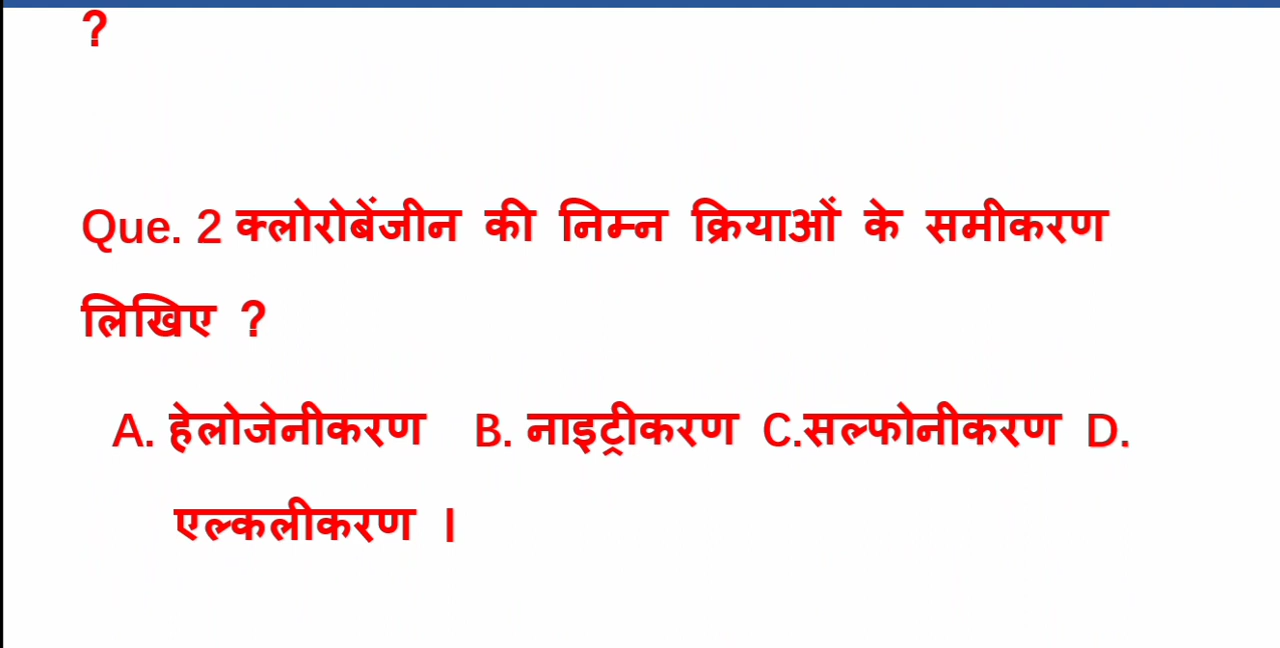 ?
Que. 2 क्लोरोबेंजीन की निम्न क्रियाओं के समीकरण
लिखिए ?
A. हेलोजेनीकरण B. नाइट्रीकरण C.सल्फोनीकरण D.
एल्कलीकरण |